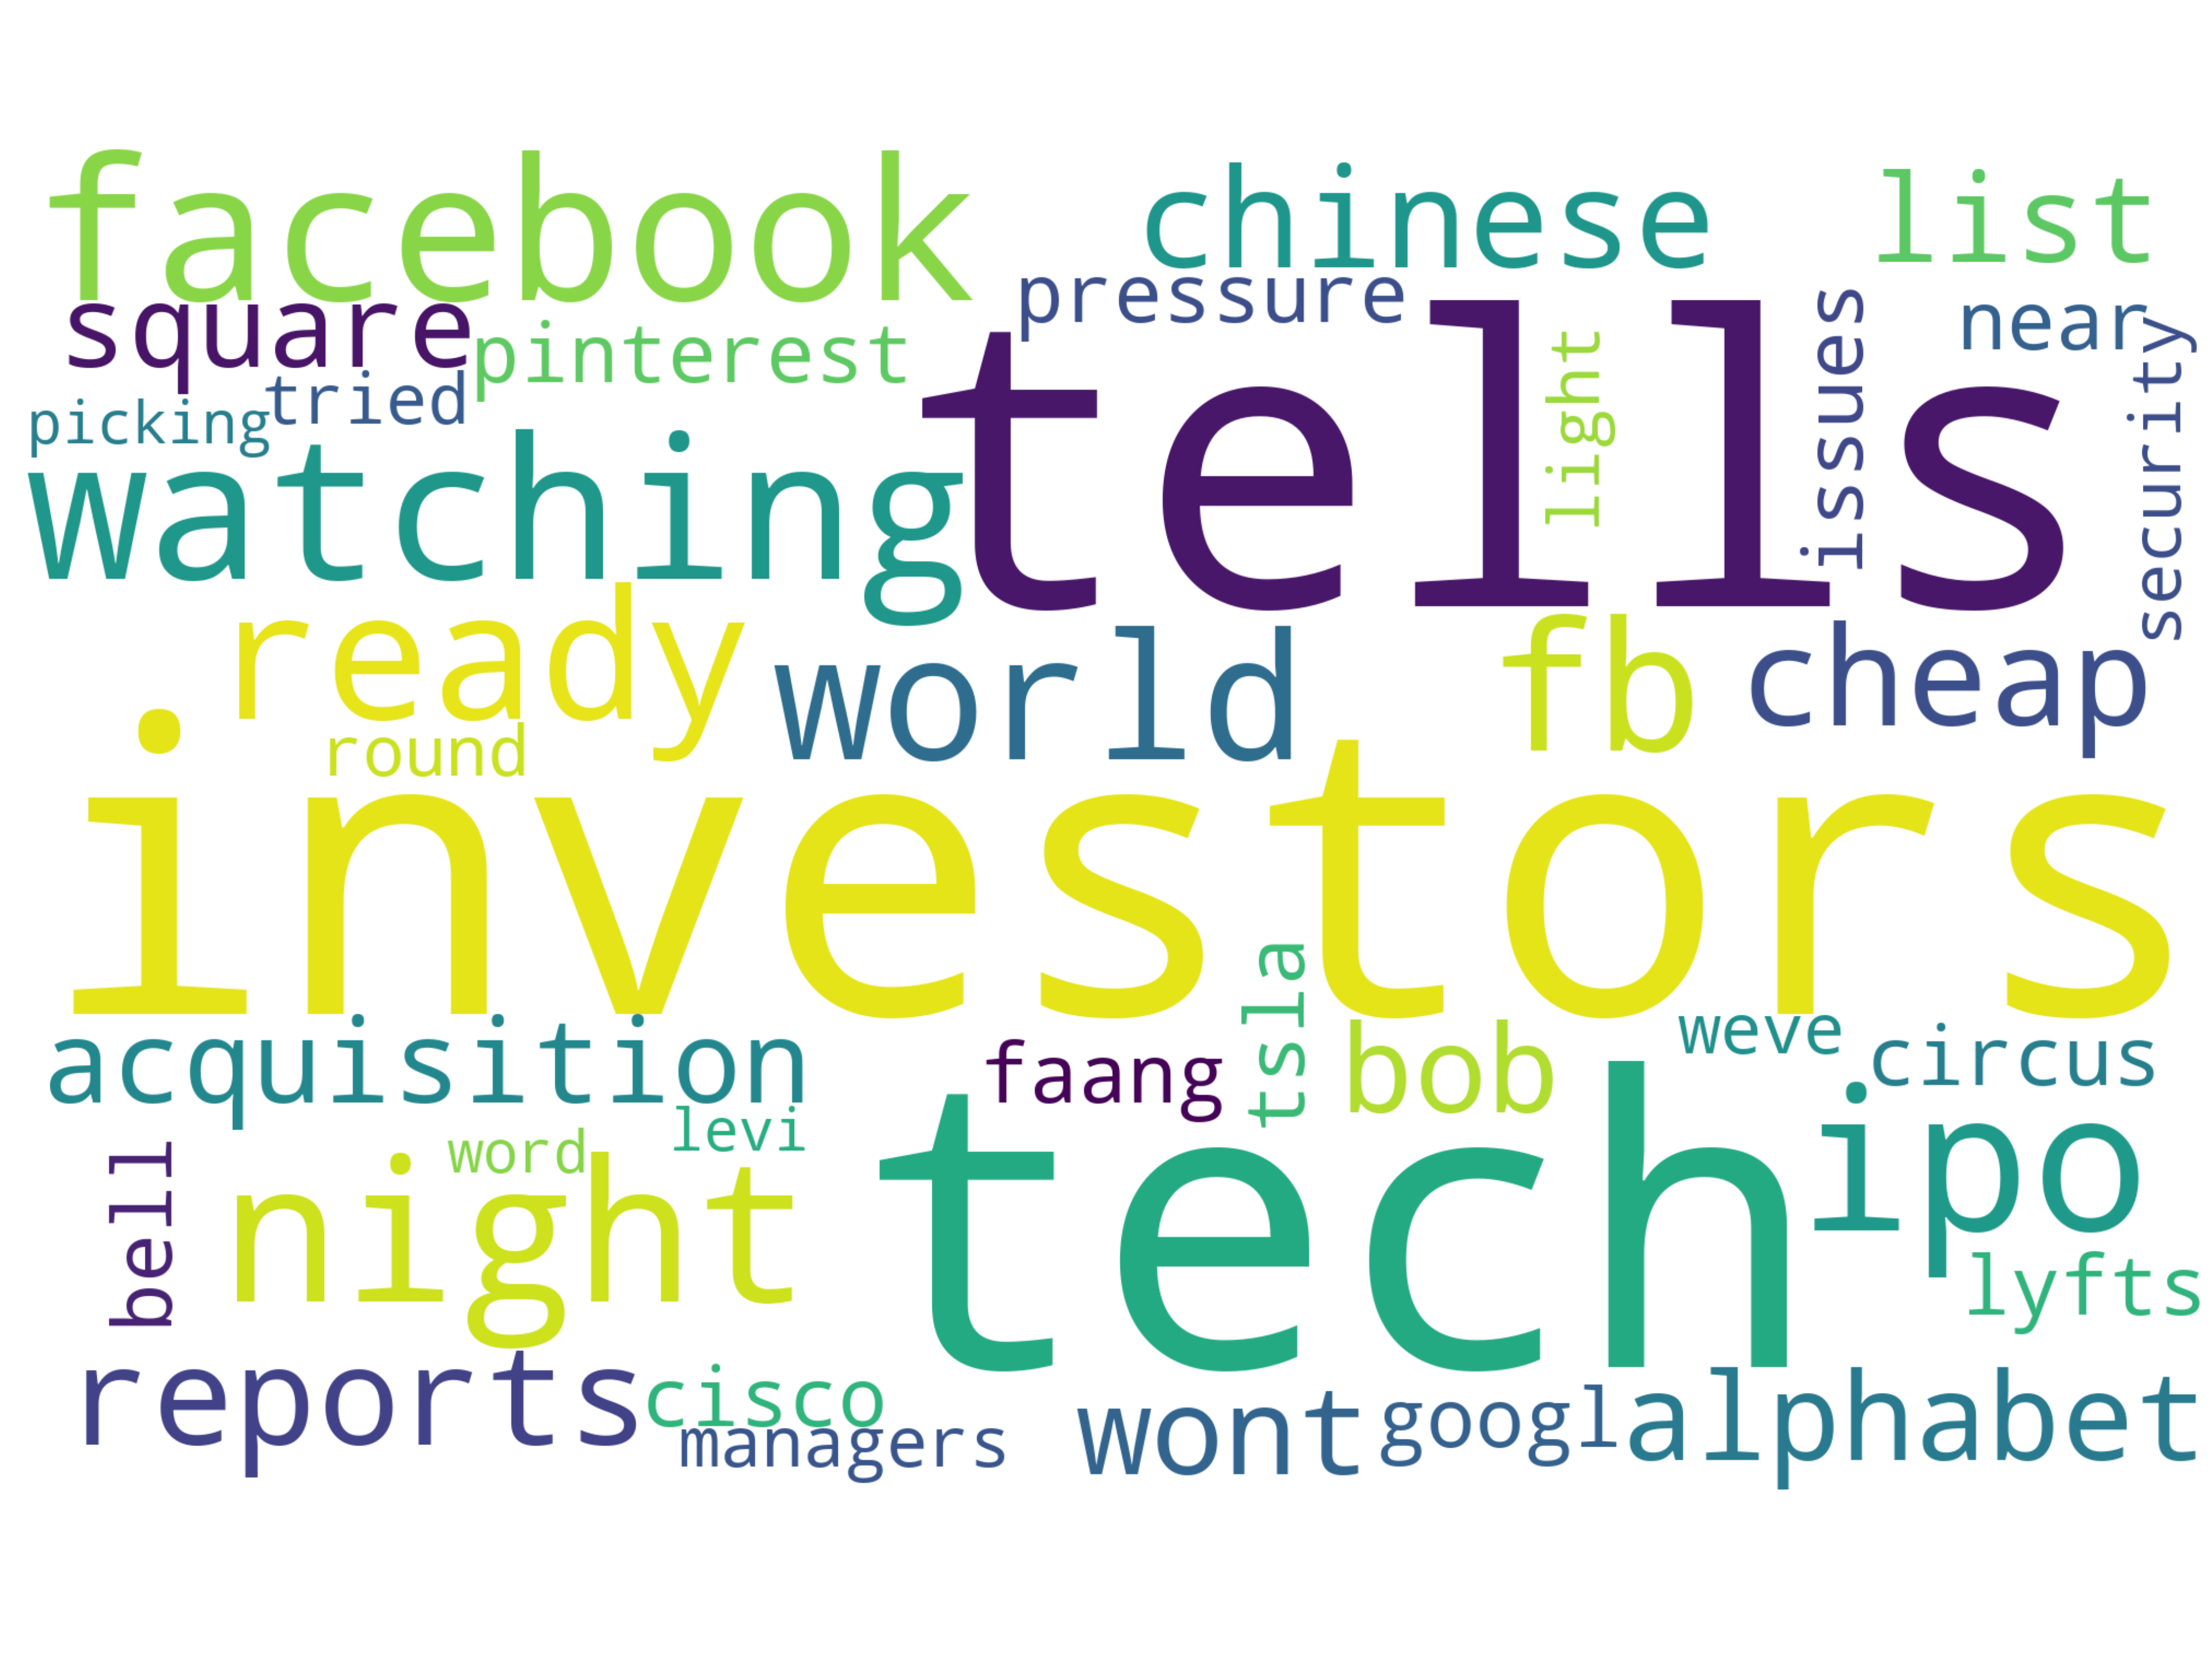 facebook
chinese
list
square
pinterest
pressure
near
tried
picking
light
issues
security
watching
tells
ready
world
fb
cheap
round
investors
acquisition
faang
tsla
bob
weve
circus
levi
word
bell
night
tech
ipo
lyfts
reports
cisco
managers
wont
googl
alphabet